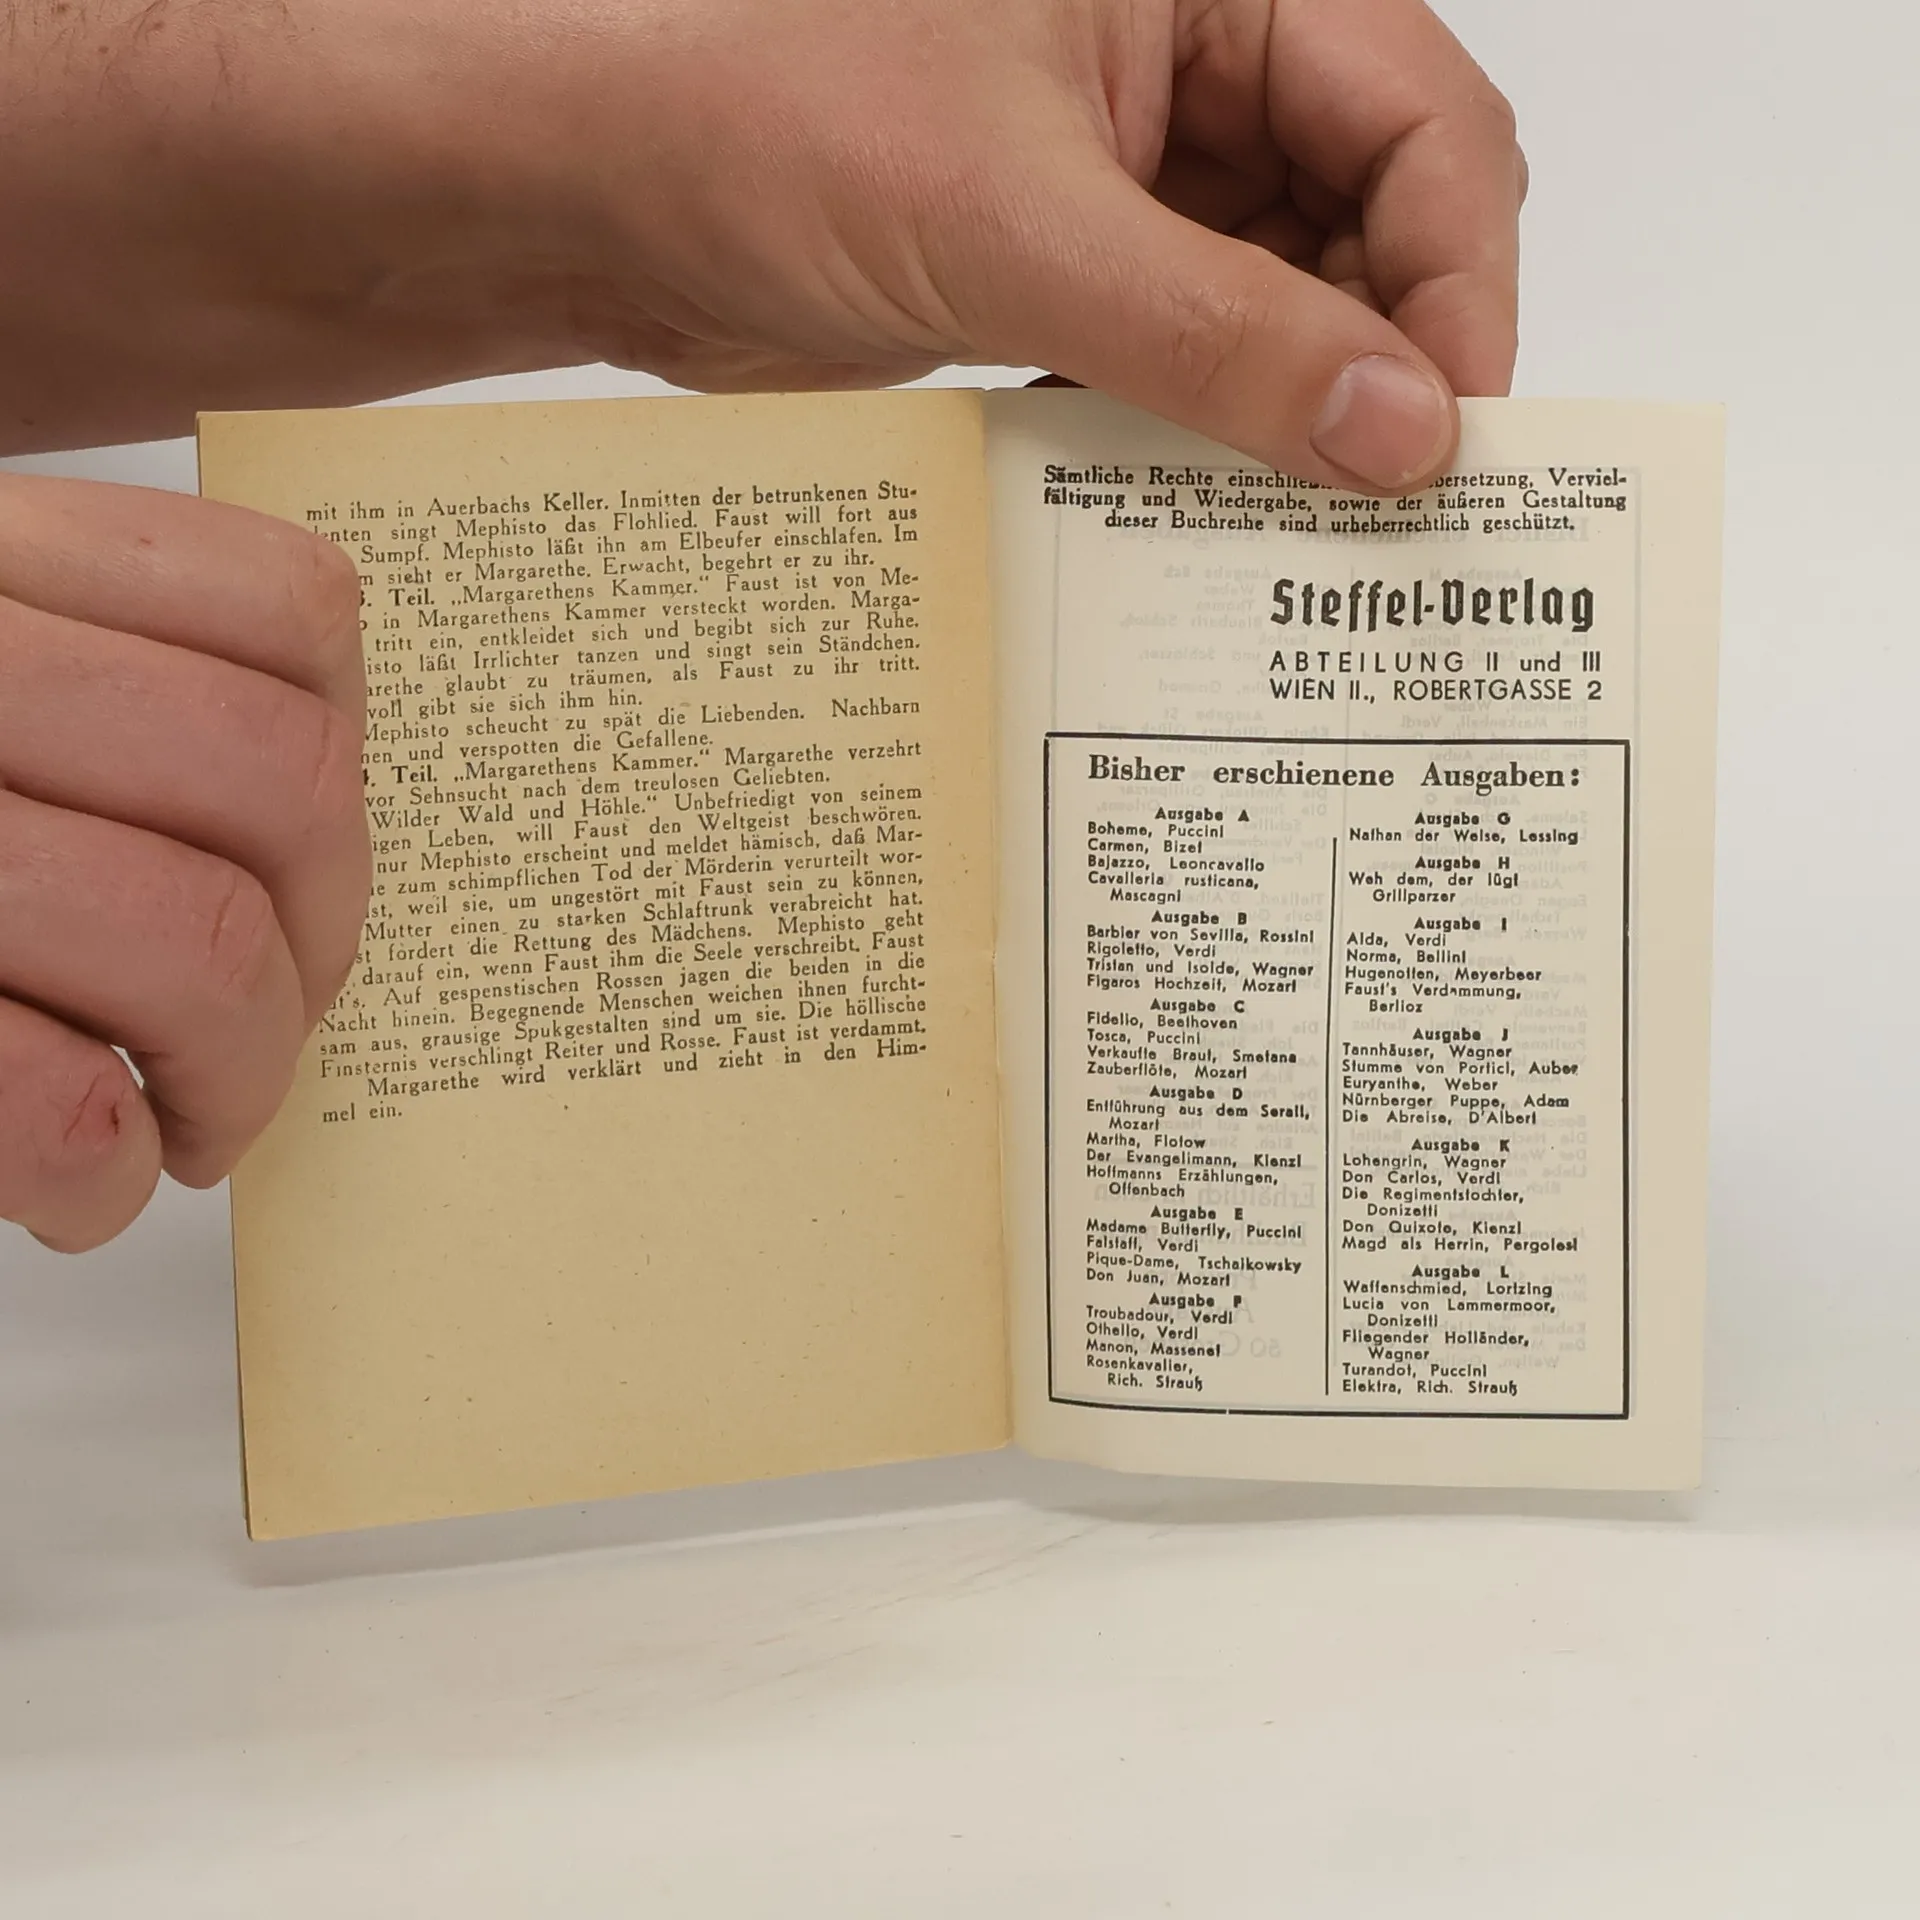 mit ihm in Auerbachs Keller. Inmitten der betrunkenen Stu-
singt Mephisto das Flohlied. Faust will fort aus
Sumpf. Mephisto läßt ihn am Elbeufer einschlafen. Im
sieht er Margarethe. Erwacht, begehrt er zu ihr.
Teil. „Margarethens Kammer.“ Faust ist von Me-
in Margarethens Kammer versteckt worden. Marga-
tritt ein, entkleidet sich und begibt sich zur Ruhe.
läßt Irrlichter tanzen und singt sein Ständchen.
glaubt zu träumen, als Faust zu ihr tritt.
gibt sie sich ihm hin.
Mephisto scheucht zu spät die Liebenden. Nachbarn
und verspotten die Gefallene.
4. Teil. „Margarethens Kammer.“ Margarethe verzehrt
vor Sehnsucht nach dem treulosen Geliebten.
Wilder Wald und Höhle.“ Unbefriedigt von seinem
Leben, will Faust den Weltgeist beschwören.
nur Mephisto erscheint und meldet hämisch, daß Mar-
zum schimpflichen Tod der Mörderin verurteilt wor-
weil sie, um ungestört mit Faust sein zu können,
Mutter einen zu starken Schlaftrunk verabreicht hat.
fordert die Rettung des Mädchens. Mephisto geht
darauf ein, wenn Faust ihm die Seele verschreibt. Faust
Auf gespenstischen Rossen jagen die beiden in die
Nacht hinein. Begegnende Menschen weichen ihnen furcht-
sam aus, grausige Spukgestalten sind um sie. Die höllische
Finsternis verschlingt Reiter und Rosse. Faust ist verdammt.
Margarethe wird verklärt und zieht in den Him-
mel ein.
Sämtliche Rechte Verviel-
fältigung und Wiedergabe, sowie der äußeren Gestaltung
dieser Buchreihe sind urheberrechtlich geschützt.
Steffel-Verlag
ABTEILUNG II und III
WIEN II., ROBERTGASSE 2
Bisher erschienene Ausgaben:
Ausgabe A
Boheme, Puccini
Carmen, Bizet
Bajazzo, Leoncavallo
Cavalleria rusticana,
Mascagni
Ausgabe B
Barbier von Sevilla, Rossini
Rigoletto, Verdi
Tristan und Isolde, Wagner
Figaros Hochzeit, Mozart
Ausgabe C
Fidelio, Beethoven
Tosca, Puccini
Verkaufte Braut, Smetana
Zauberflöte, Mozart
Ausgabe D
Entführung aus dem Serail,
Mozart
Martha, Flotow
Der Evangelimann, Kienzl
Hoffmanns Erzählungen,
Offenbach
Ausgabe E
Madame Butterfly, Puccini
Falstaff, Verdi
Pique-Dame, Tschaikowsky
Don Juan, Mozart
Ausgabe F
Troubadour, Verdi
Othello, Verdi
Manon, Massenet
Rosenkavalier,
Rich. Strauß
Ausgabe G
Nathan der Weise, Lessing
Ausgabe H
Weh dem, der lügt
Grillparzer
Ausgabe I
Aida, Verdi
Norma, Bellini
Hugenotten, Meyerbeer
Faust's Verdammung,
Berlioz
Ausgabe J
Tannhäuser, Wagner
Stumme von Portici, Auber
Euryanthe, Weber
Nürnberger Puppe, Adam
Die Abreise, D'Albert
Ausgabe K
Lohengrin, Wagner
Don Carlos, Verdi
Die Regimentstochter,
Donizetti
Don Quixote, Kienzl
Magd als Herrin, Pergolesi
Ausgabe L
Waffenschmied, Lortzing
Lucia von Lammermoor,
Donizetti
Fliegender Holländer,
Wagner
Turandot, Puccini
Elektra, Rich. Strauß